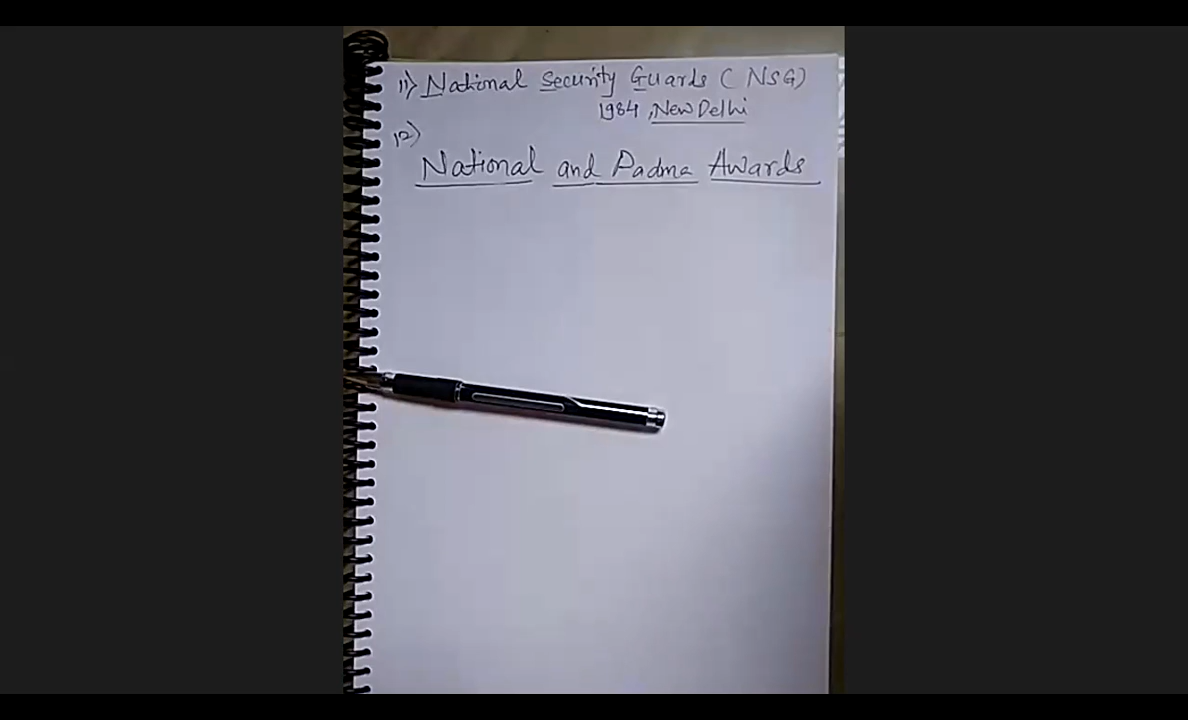 11) National Security Guards (NSG)
1984, New Delhi
12)
National and Padma Awards